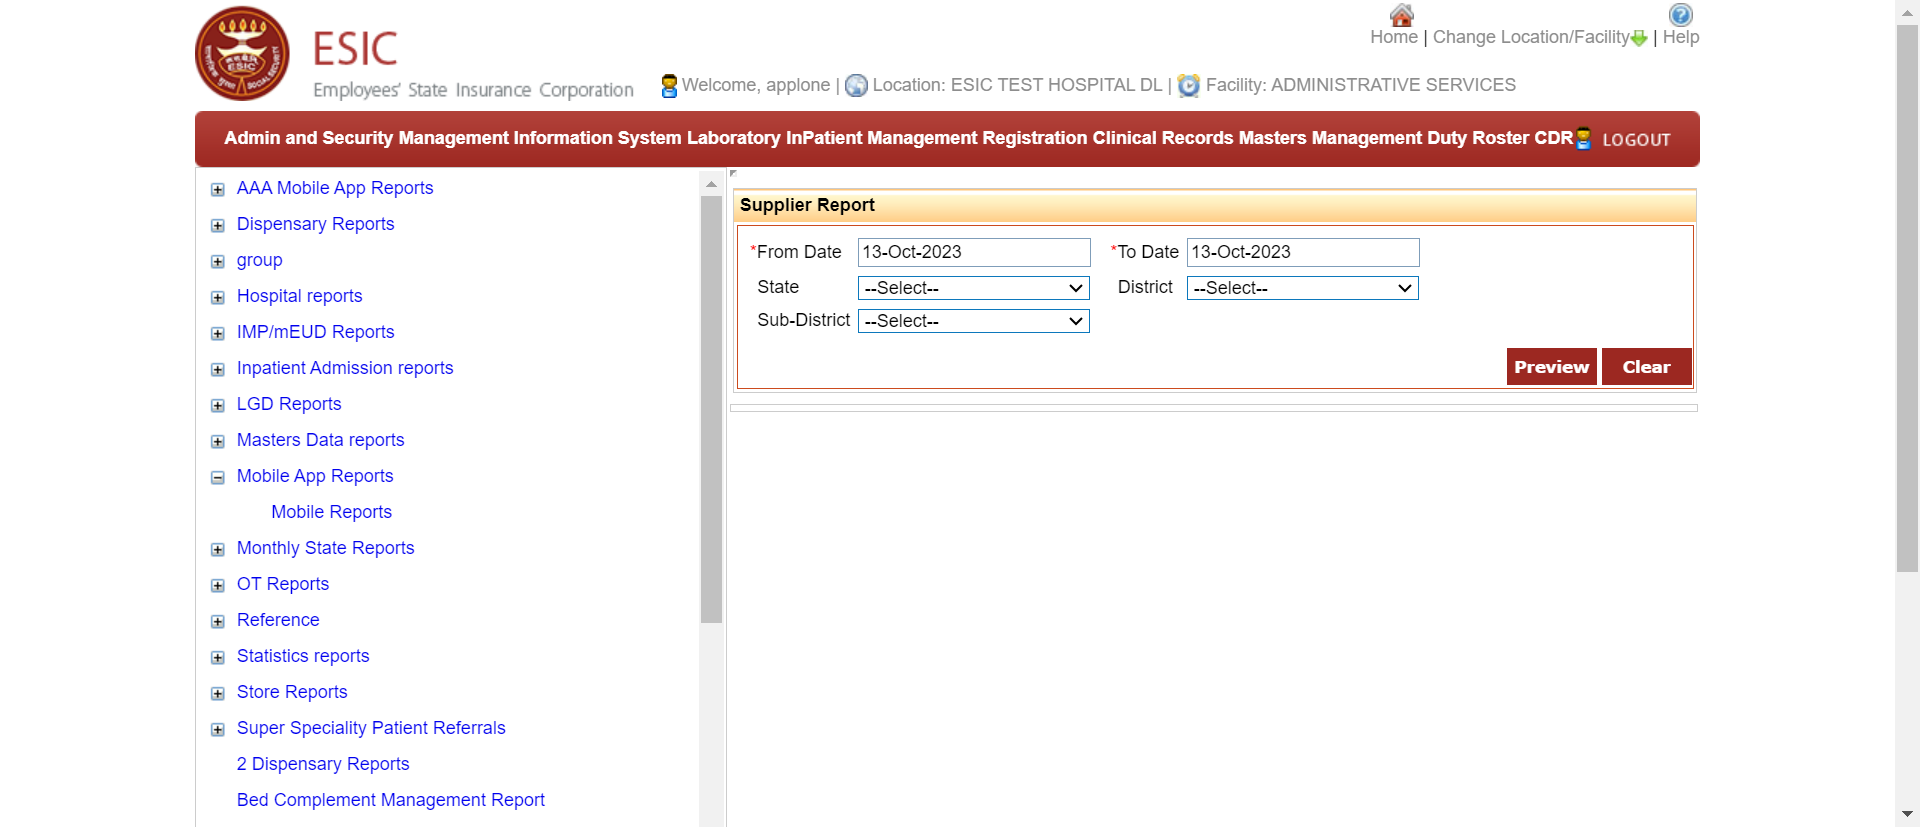 ESIC
Employees' State Insurance Corporation
Home | Change Location/Facility | Help
Welcome, applone | Location: ESIC TEST HOSPITAL DL | Facility: ADMINISTRATIVE SERVICES
Admin and Security Management Information System Laboratory InPatient Management Registration Clinical Records Masters Management Duty Roster CDR LOGOUT
AAA Mobile App Reports
Dispensary Reports
group
Hospital reports
IMP/mEUD Reports
Inpatient Admission reports
LGD Reports
Masters Data reports
Mobile App Reports
Mobile Reports
Monthly State Reports
OT Reports
Reference
Statistics reports
Store Reports
Super Speciality Patient Referrals
2 Dispensary Reports
Bed Complement Management Report
Supplier Report
*From Date 13-Oct-2023 *To Date 13-Oct-2023
State --Select-- District --Select--
Sub-District --Select--
Preview Clear